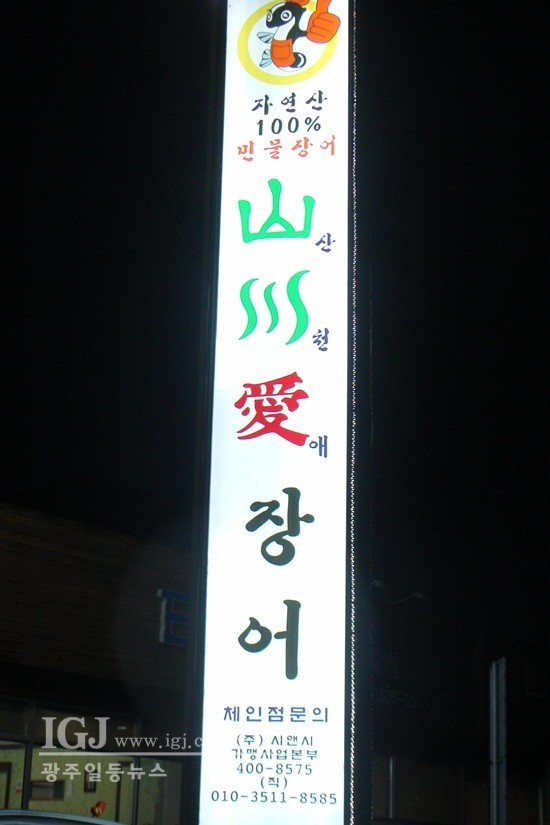 자연산
100%
민물장어
山산
川천
愛애
장
어
체인점문의
(주) 시앤시
가맹사업본부
400-8575
(직)
010-3511-8585
IGJ www.igj.c
광주일등뉴스